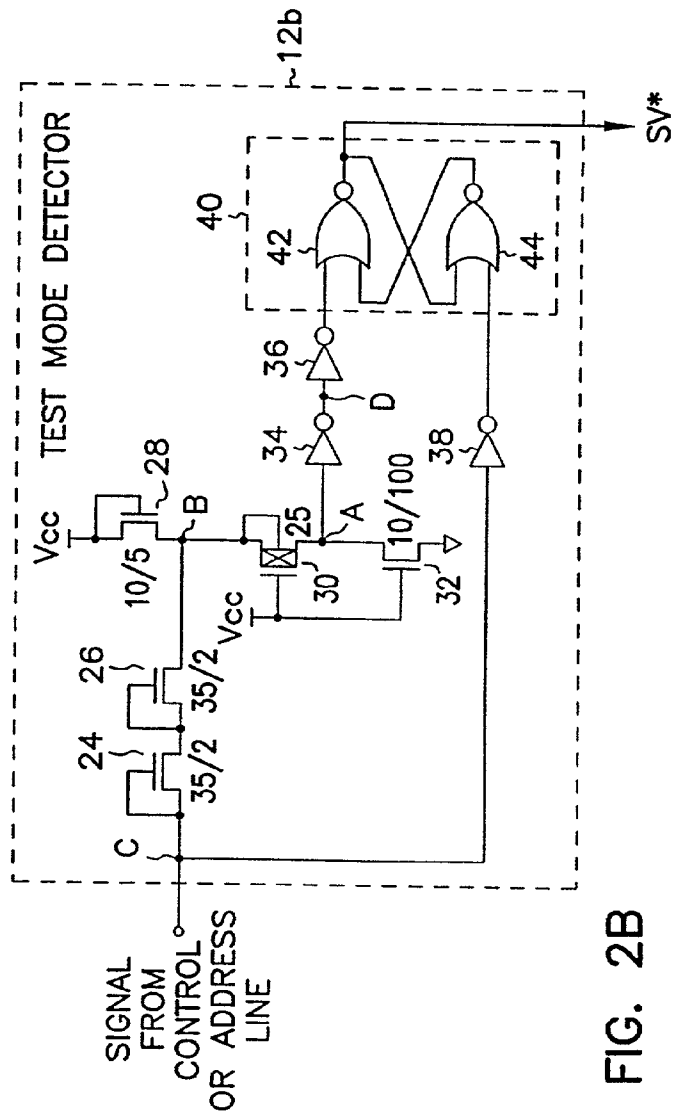 TEST MODE DETECTOR
12b
Vcc
28
10/5
B
24
26
35/2
35/2
C
SIGNAL
FROM
CONTROL
OR ADDRESS
LINE
Vcc
30
25
A
10/100
32
34
D
36
38
40
42
44
SV*
FIG. 2B